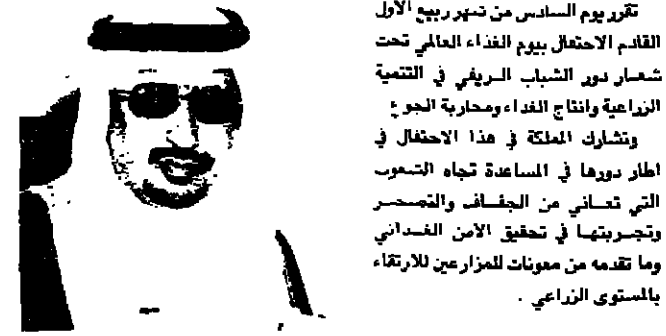 تقرر يوم السادس من شهر ربيع الاول
القادم الاحتفال بيوم الغذاء العالمي تحت
شعار دور الشباب الريفي في التنمية
الزراعية وانتاج الغذاء ومحاربة الجوع
وتشارك المملكة في هذا الاحتفال في
اطار دورها في المساعدة تجاه الشعوب
التي تعاني من الجفاف والتصحر
وتجربتها في تحقيق الأمن الغذائي
وما تقدمه من معونات للمزارعين للارتقاء
بالمستوى الزراعي .